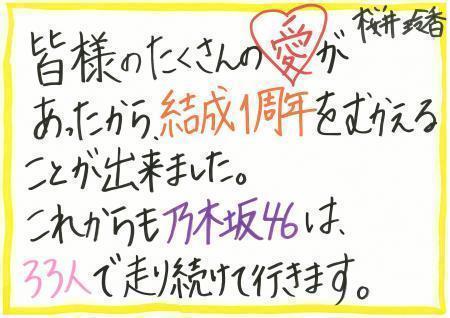 桜井玲香
皆様のたくさんの愛が
あったから、結成1周年をむかえる
ことが出来ました。
これからも乃木坂46は、
33人で走り続けて行きます。